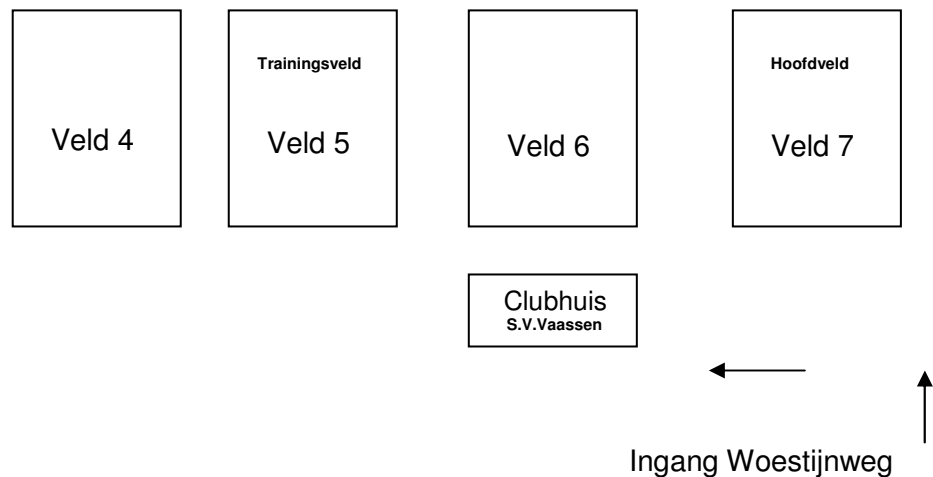 Trainingsveld
Hoofdveld
Veld 4
Veld 5
Veld 6
Veld 7
Clubhuis
S.V.Vaassen
Ingang Woestijnweg